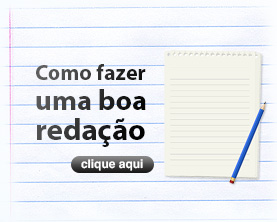 Como fazer
uma boa
redação
clique aqui